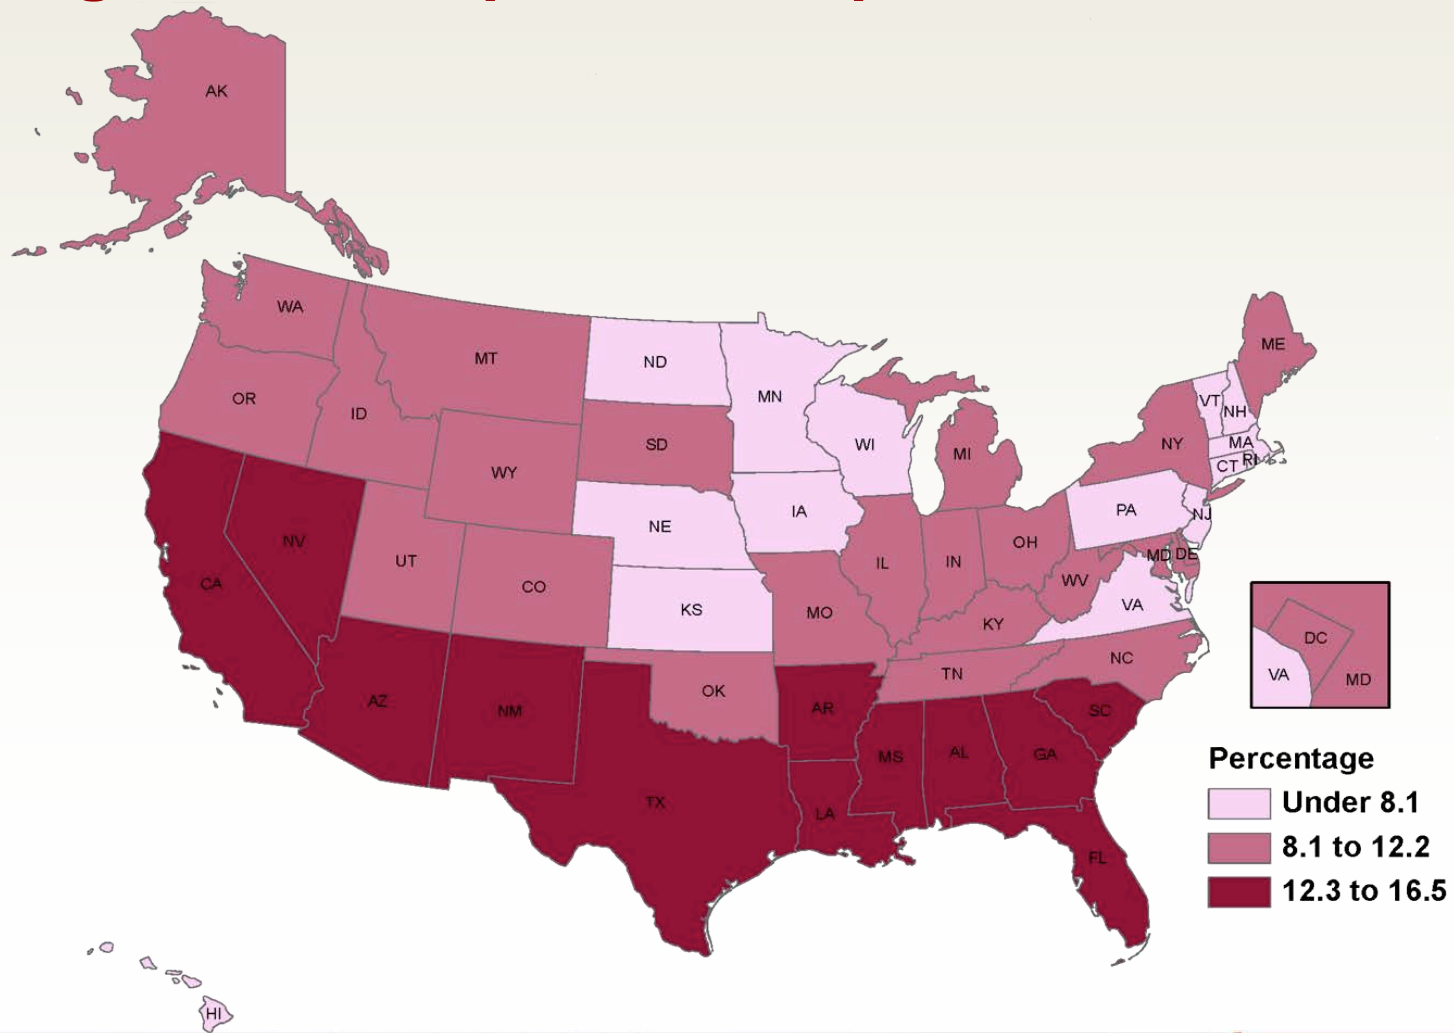 AK
WA
MT
ND
MN
ME
OR
ID
WY
SD
WI
MI
NY
VT
NH
MA
CT RI
NE
IA
PA
NJ
NV
UT
CO
KS
MO
IL
IN
OH
WV
MD DE
VA
CA
KY
NC
TN
AZ
NM
OK
AR
MS
AL
GA
SC
TX
LA
FL
HI
DC
VA
MD
Percentage
Under 8.1
8.1 to 12.2
12.3 to 16.5